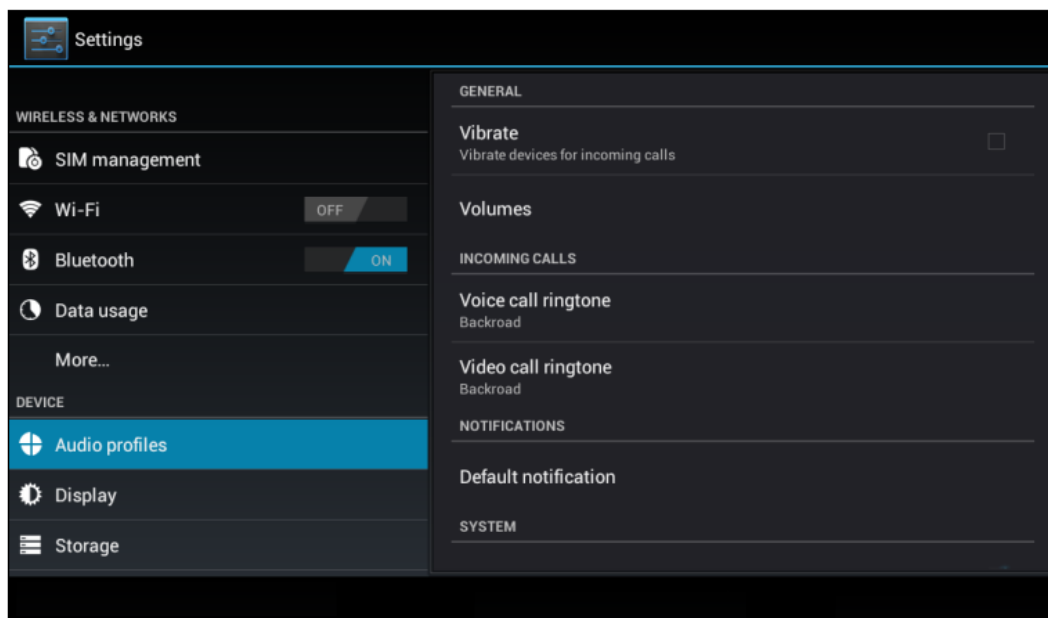 Settings
WIRELESS & NETWORKS
SIM management
Wi-Fi
OFF
Bluetooth
ON
Data usage
More...
DEVICE
Audio profiles
Display
Storage
GENERAL
Vibrate
Vibrate devices for incoming calls
Volumes
INCOMING CALLS
Voice call ringtone
Backroad
Video call ringtone
Backroad
NOTIFICATIONS
Default notification
SYSTEM